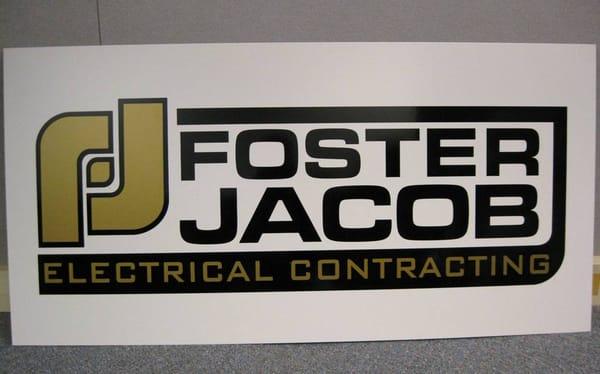 FOSTER
JACOB
ELECTRICAL CONTRACTING